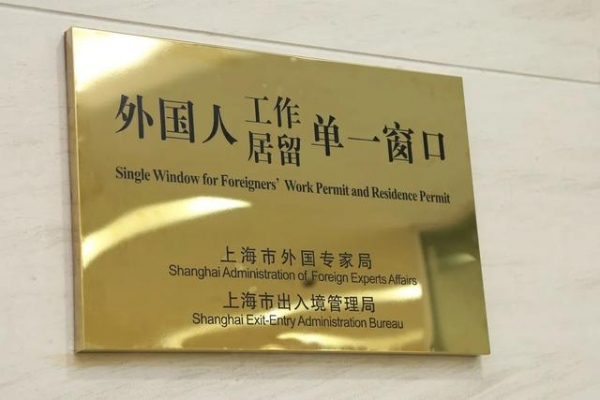 外国人工作居留单一窗口
Single Window for Foreigners' Work Permit and Residence Permit
上海市外国专家局
Shanghai Administration of Foreign Experts Affairs
上海市出入境管理局
Shanghai Exit-Entry Administration Bureau